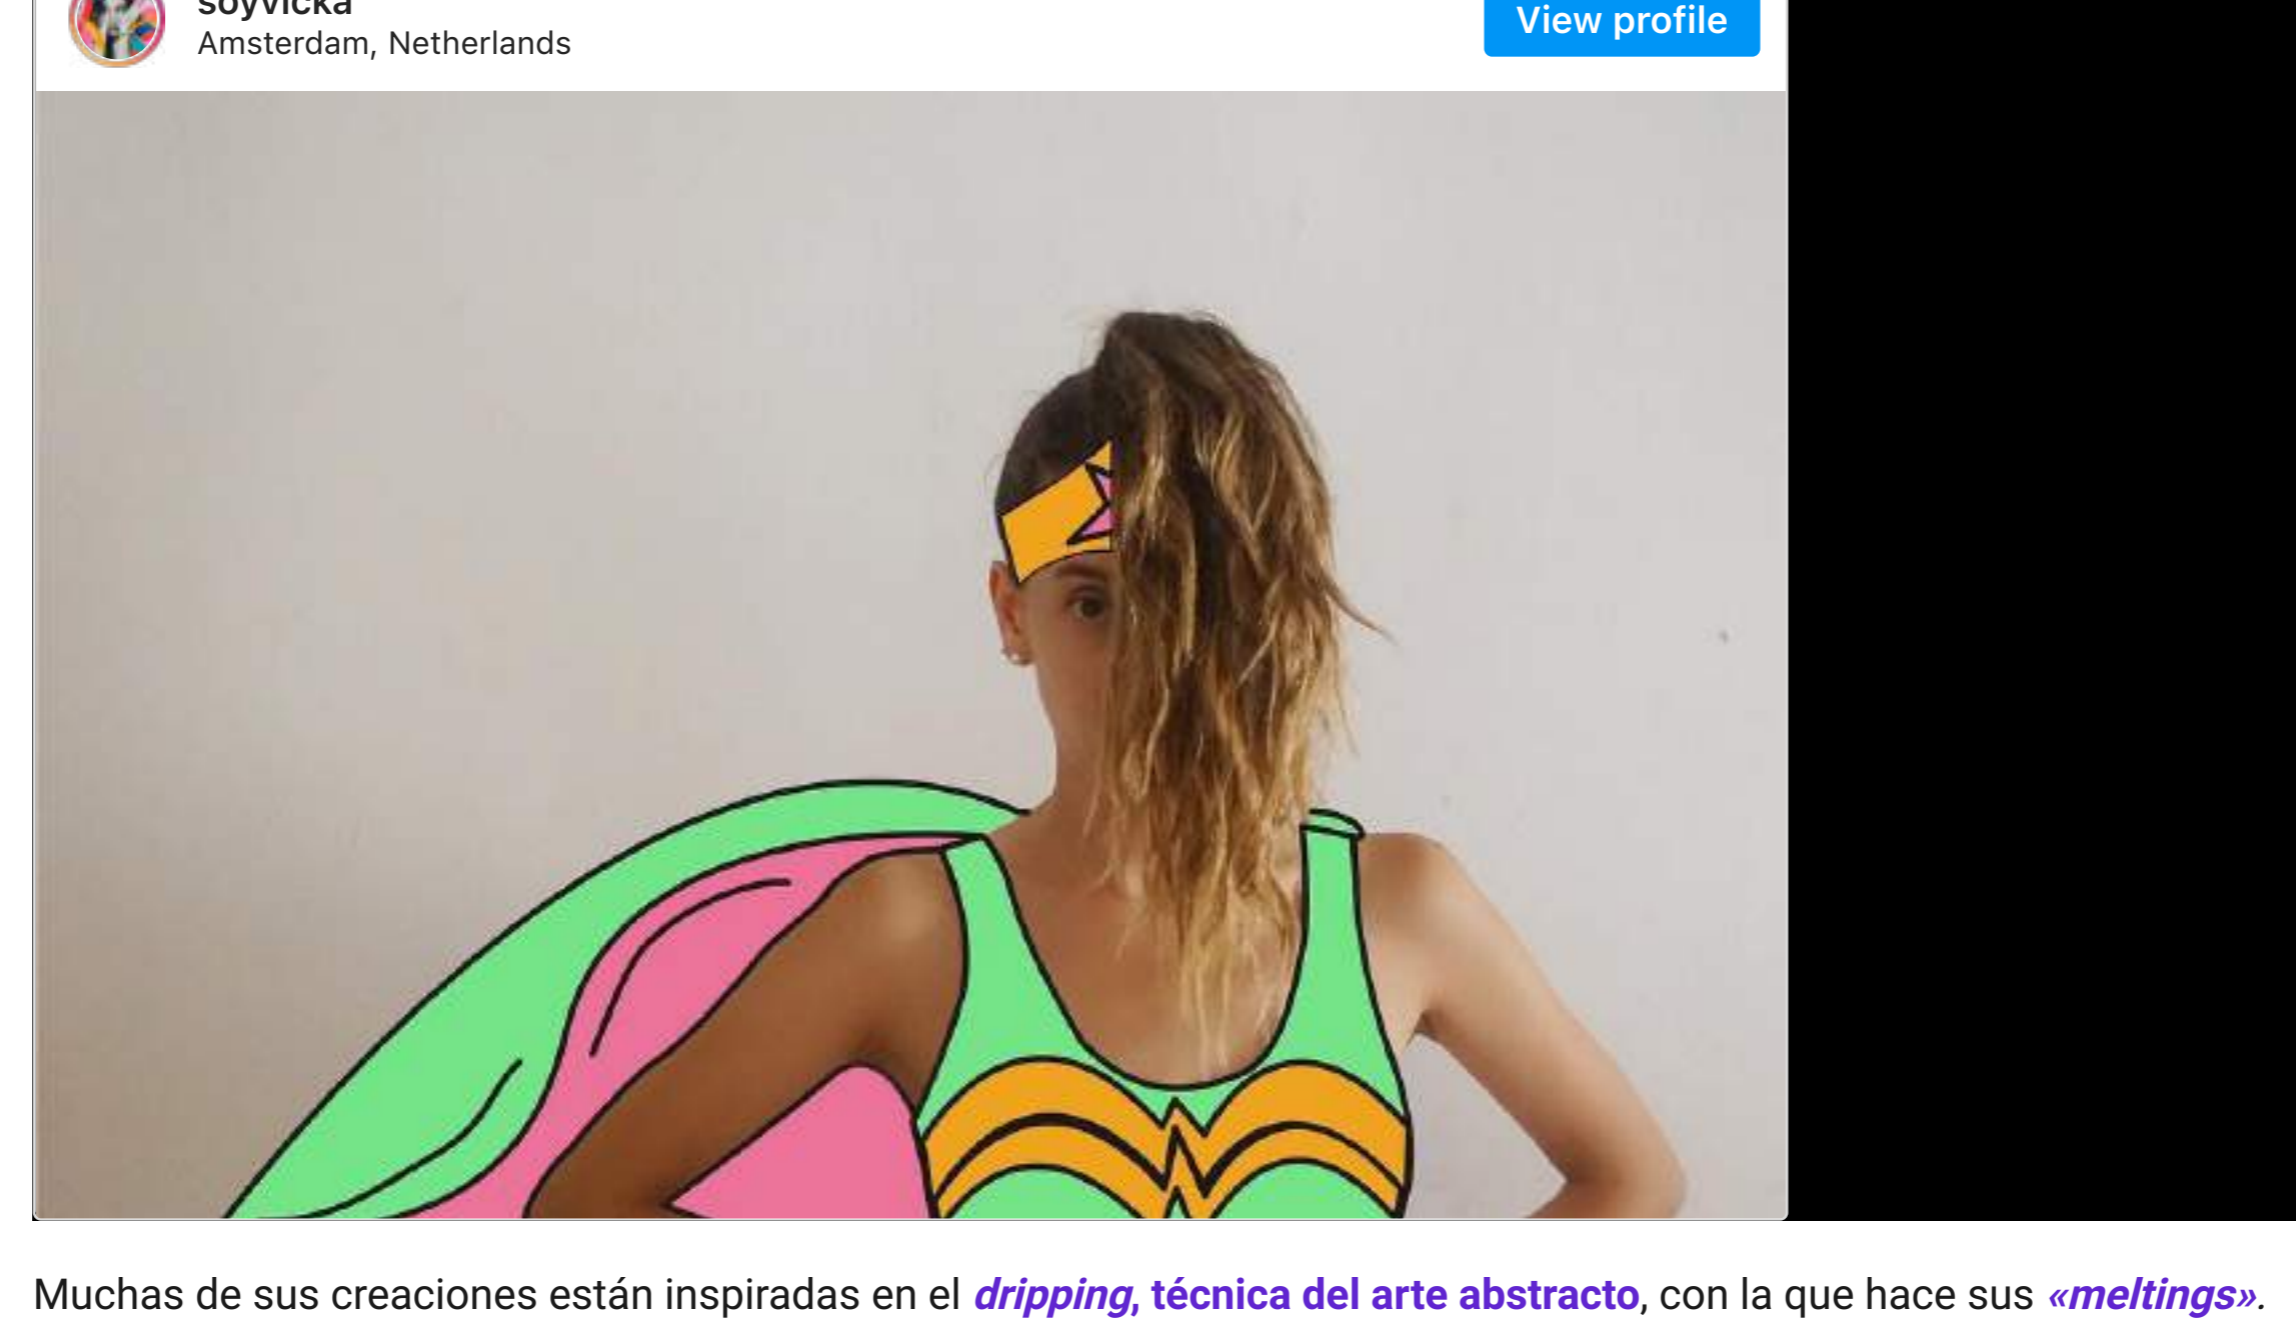 soyvicka
Amsterdam, Netherlands
View profile
Muchas de sus creaciones están inspiradas en el dripping, técnica del arte abstracto, con la que hace sus «meltings».